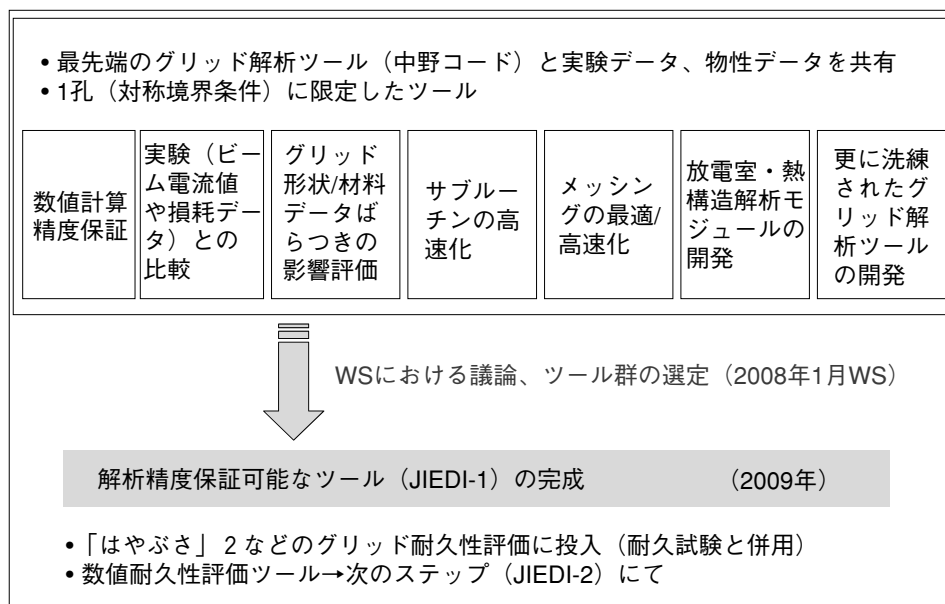 • 最先端のグリッド解析ツール（中野コード）と実験データ、物性データを共有
• 1孔（対称境界条件）に限定したツール
数値計算
精度保証
実験（ビー
ム電流値
や損耗デー
タ）との
比較
グリッド
形状/材料
データば
らつきの
影響評価
サブルー
チンの高
速化
メッシン
グの最適/
高速化
放電室・熱
構造解析モ
ジュールの
開発
更に洗練
されたグ
リッド解
析ツール
の開発
WSにおける議論、ツール群の選定（2008年1月WS）
解析精度保証可能なツール（JIEDI-1）の完成 （2009年）
• 「はやぶさ」２などのグリッド耐久性評価に投入（耐久試験と併用）
• 数値耐久性評価ツール→次のステップ（JIEDI-2）にて